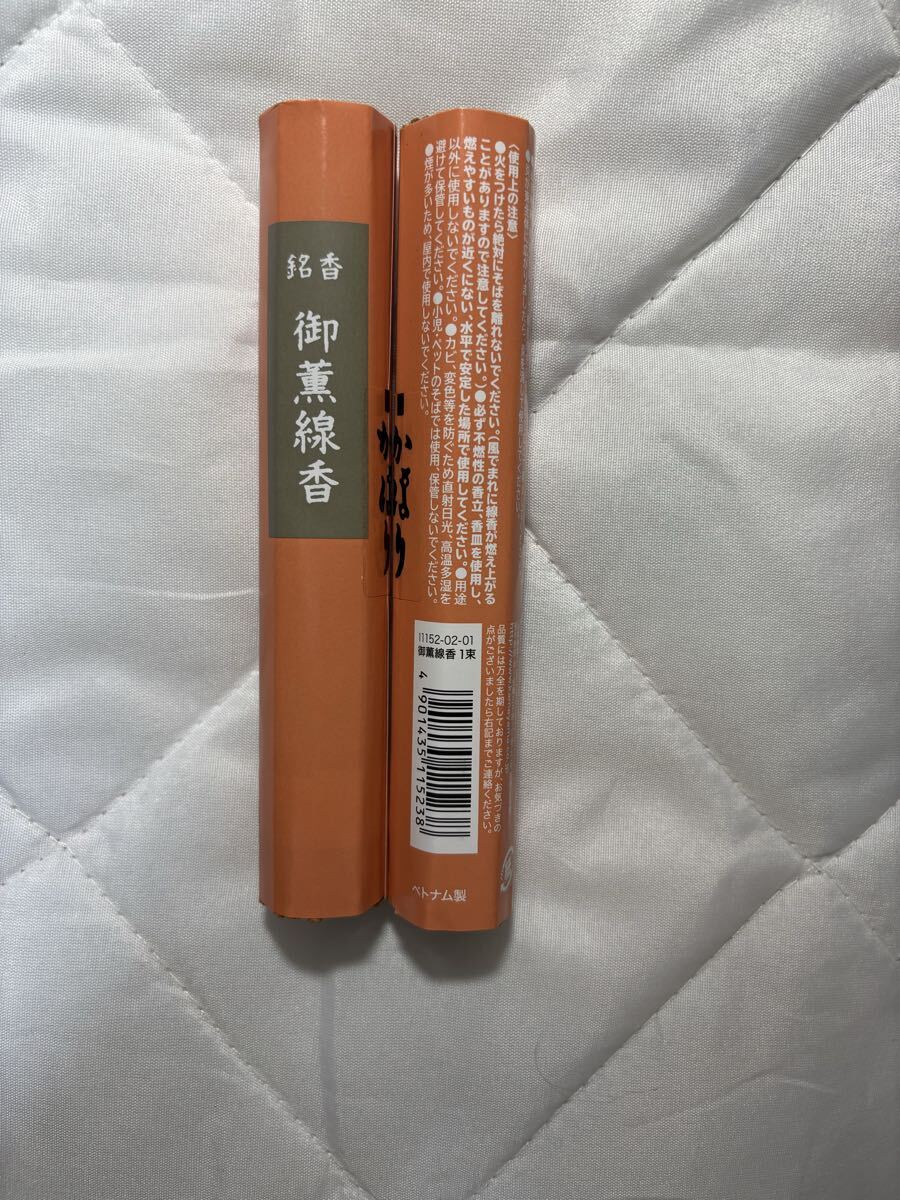 銘香
御薫線香
かぽり
〈使用上の注意〉
●火をつけたら絶対にそばを離れないでください。(風でまれに線香が燃え上がる
ことがありますので注意してください。)●必ず不燃性の香立、香皿を使用し、
燃えやすいものが近くにない、水平で安定した場所で使用してください。●用途
以外に使用しないでください。●カビ、変色等を防ぐため直射日光、高温多湿を
避けて保管してください。●小児・ペットのそばでは使用、保管しないでください。
●煙が多いため、屋内で使用しないでください。
品質には万全を期しておりますが、お気づきの
点がございましたら右記までご連絡ください。
I1152-02-01
御薫線香 1束
4901435115238
ベトナム製